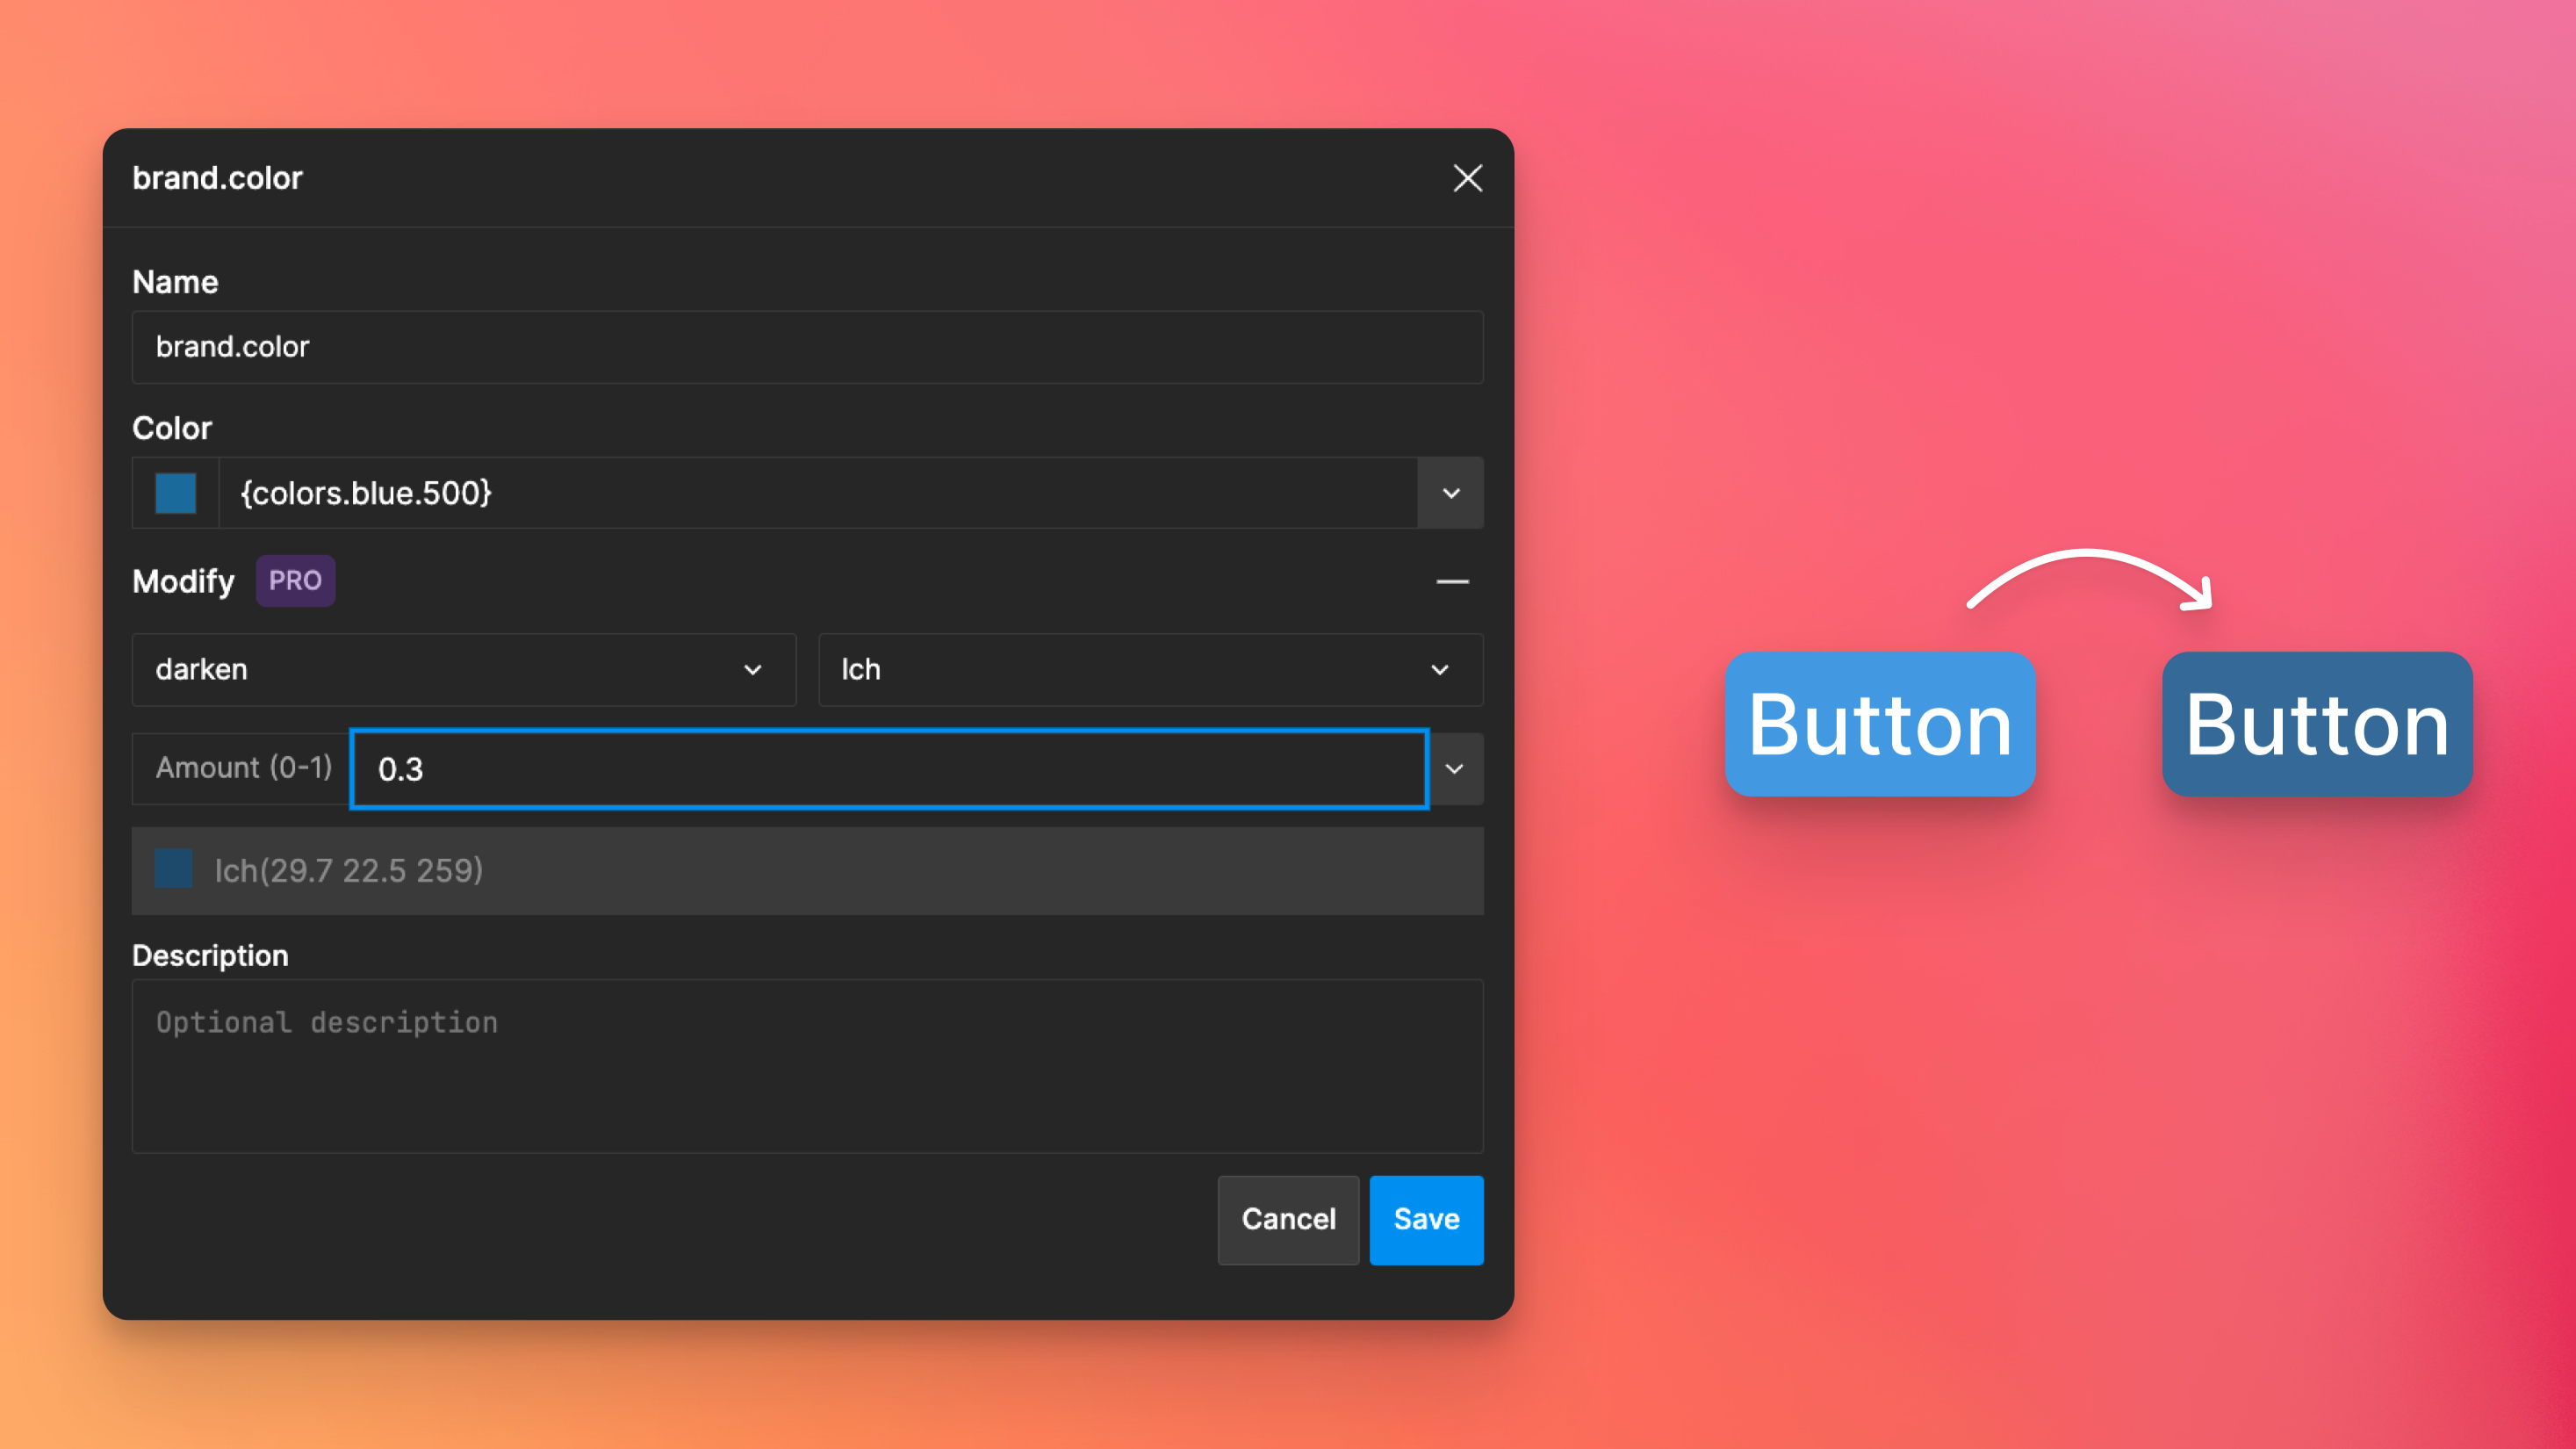 brand.color
Name
brand.color
Color
{colors.blue.500}
Modify PRO
darken
lch
Amount (0-1) 0.3
lch(29.7 22.5 259)
Description
Optional description
Cancel
Save
Button
Button